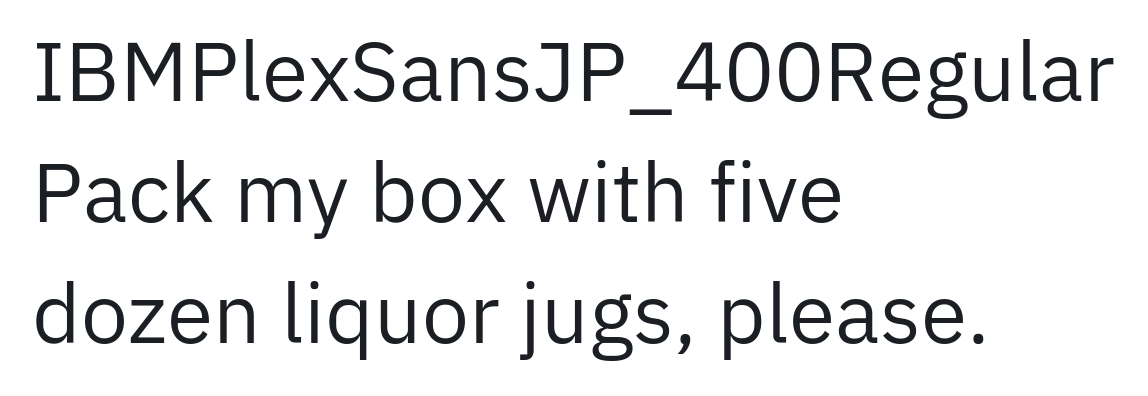 IBMPlexSansJP_400Regular
Pack my box with five
dozen liquor jugs, please.